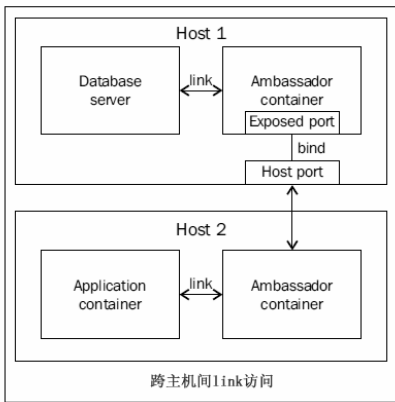 Host 1
Database
server
link
Ambassador
container
Exposed port
bind
Host port
Host 2
Application
container
link
Ambassador
container
跨主机间link访问